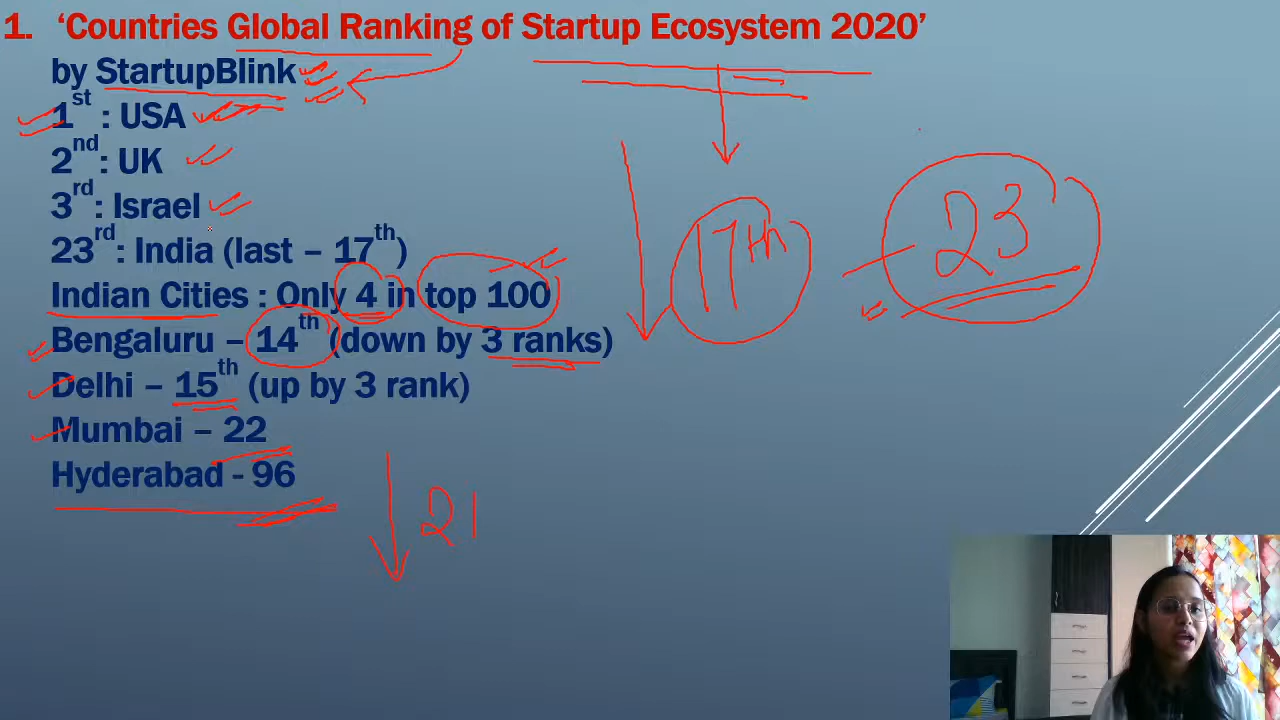 1. ‘Countries Global Ranking of Startup Ecosystem 2020’
by StartupBlink
1st : USA
2nd : UK
3rd : Israel
23rd : India (last – 17th)
Indian Cities : Only 4 in top 100
Bengaluru – 14th (down by 3 ranks)
Delhi – 15th (up by 3 rank)
Mumbai – 22
Hyderabad - 96
17th
23
21